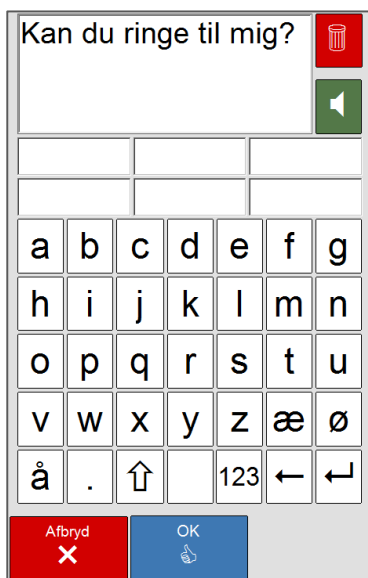 Kan du ringe til mig?
a b c d e f g
h i j k l m n
o p q r s t u
v w x y z æ ø
å . 123
Afbryd OK